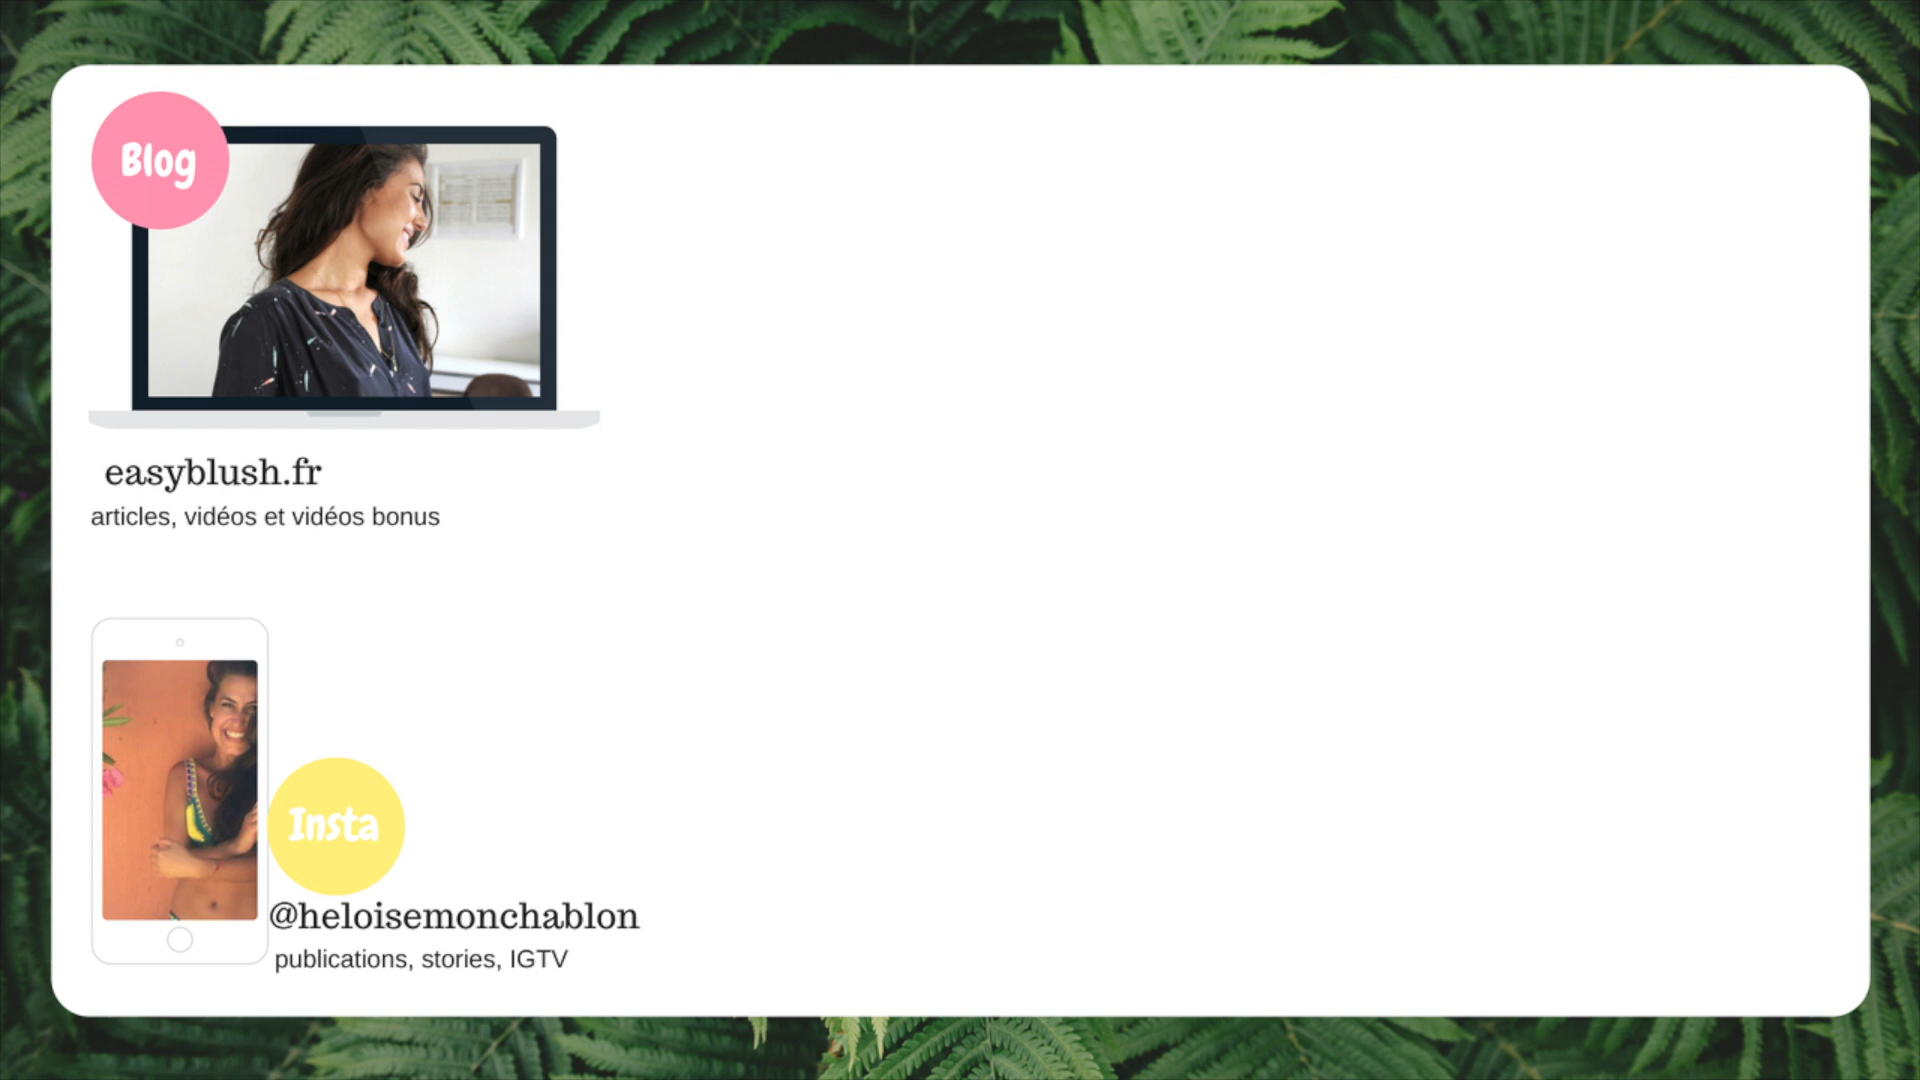 Blog
easyblush.fr
articles, vidéos et vidéos bonus
Insta
@heloisemonchablon
publications, stories, IGTV